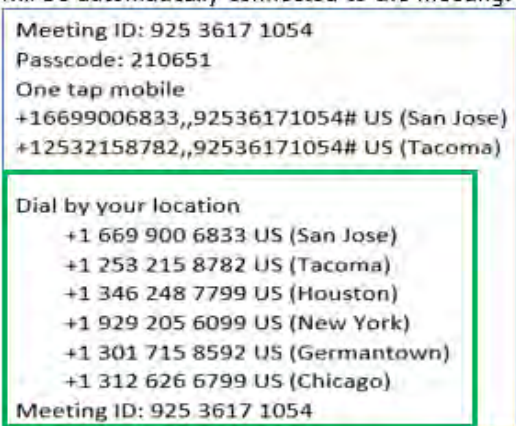 Meeting ID: 925 3617 1054
Passcode: 210651
One tap mobile
+16699006833,,92536171054# US (San Jose)
+12532158782,,92536171054# US (Tacoma)
Dial by your location
+1 669 900 6833 US (San Jose)
+1 253 215 8782 US (Tacoma)
+1 346 248 7799 US (Houston)
+1 929 205 6099 US (New York)
+1 301 715 8592 US (Germantown)
+1 312 626 6799 US (Chicago)
Meeting ID: 925 3617 1054